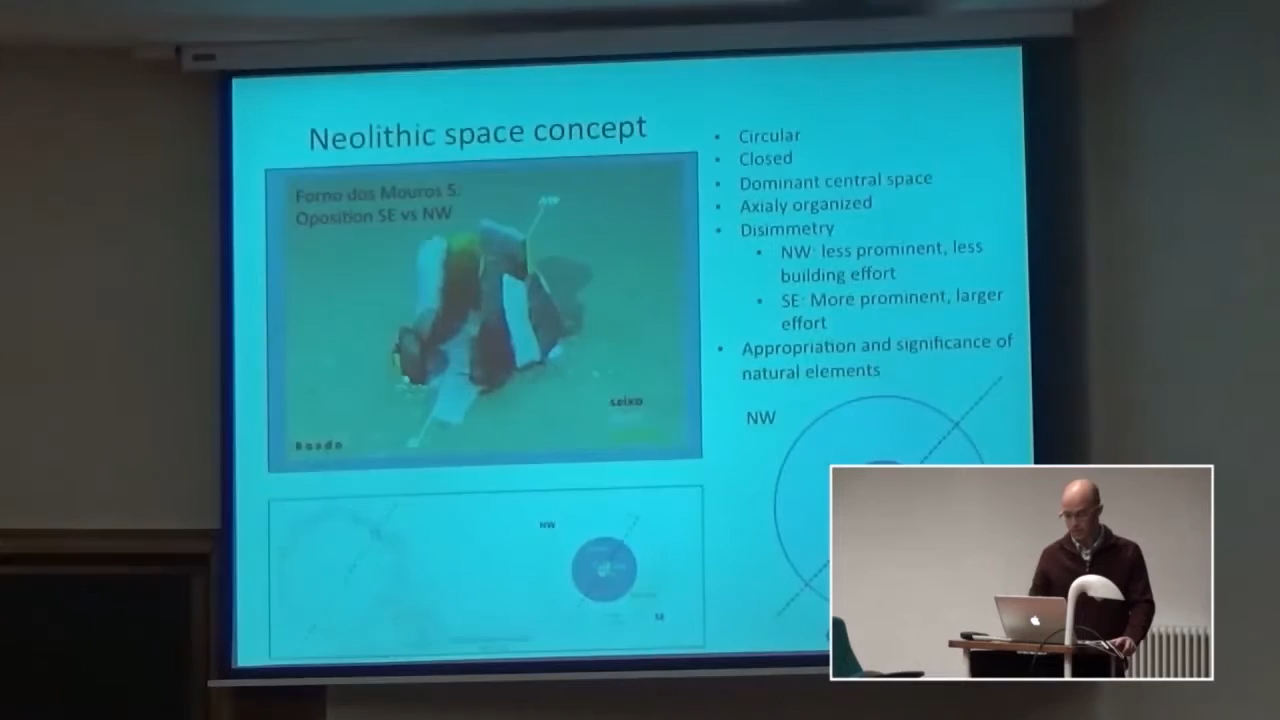 Neolithic space concept
Forno dos Mouros 5.
Oposition SE vs NW
seixo
NW
• Circular
• Closed
• Dominant central space
• Axialy organized
• Disimmetry
• NW: less prominent, less
building effort
• SE: More prominent, larger
effort
• Appropriation and significance of
natural elements
NW